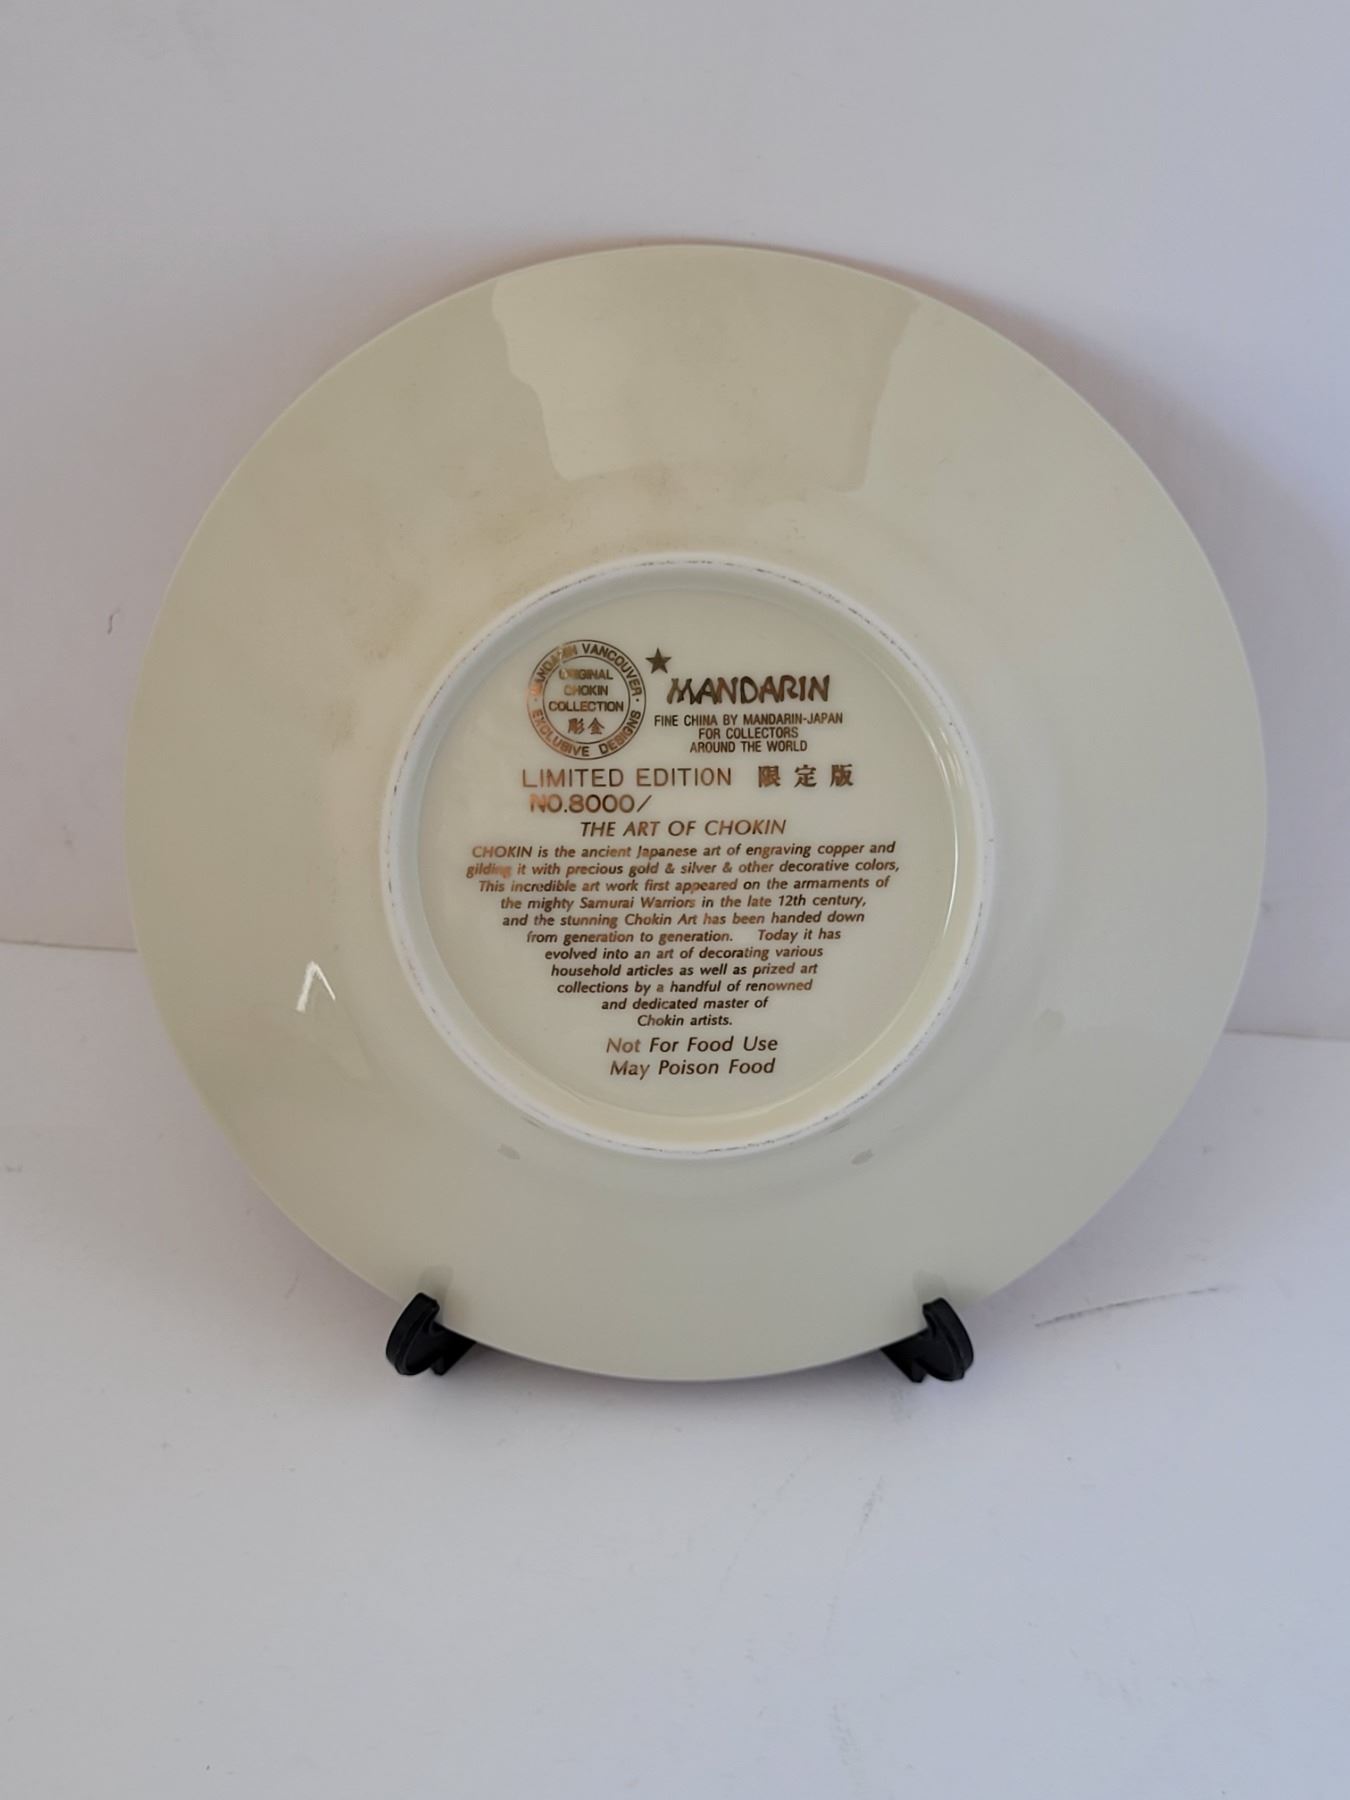 MANDARIN VANCOUVER
ORIGINAL
CHOKIN
COLLECTION
彫金
EXCLUSIVE DESIGNS
MANDARIN
FINE CHINA BY MANDARIN-JAPAN
FOR COLLECTORS
AROUND THE WORLD
LIMITED EDITION 限定版
NO.8000/
THE ART OF CHOKIN
CHOKIN is the ancient Japanese art of engraving copper and
gilding it with precious gold & silver & other decorative colors,
This incredible art work first appeared on the armaments of
the mighty Samurai Warriors in the late 12th century,
and the stunning Chokin Art has been handed down
from generation to generation. Today it has
evolved into an art of decorating various
household articles as well as prized art
collections by a handful of renowned
and dedicated master of
Chokin artists.
Not For Food Use
May Poison Food